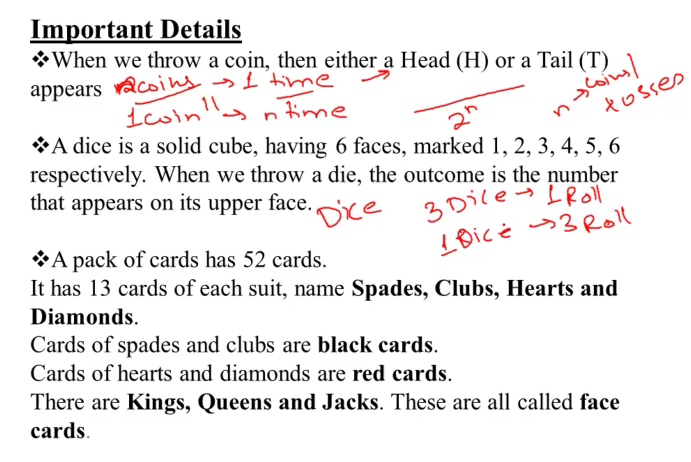 Important Details
❖When we throw a coin, then either a Head (H) or a Tail (T)
appears 2coins → 1 time →
1coin → n time
2ⁿ
n → coins/
tosses
❖A dice is a solid cube, having 6 faces, marked 1, 2, 3, 4, 5, 6
respectively. When we throw a die, the outcome is the number
that appears on its upper face. Dice
3 Dice → 1 Roll
1 Dice → 3 Roll
❖A pack of cards has 52 cards.
It has 13 cards of each suit, name Spades, Clubs, Hearts and
Diamonds.
Cards of spades and clubs are black cards.
Cards of hearts and diamonds are red cards.
There are Kings, Queens and Jacks. These are all called face
cards.